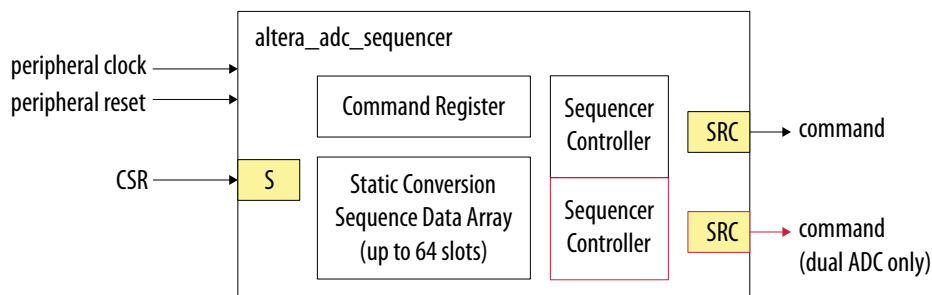 altera_adc_sequencer
peripheral clock
peripheral reset
Command Register
Sequencer
Controller
SRC
command
CSR
S
Static Conversion
Sequence Data Array
(up to 64 slots)
Sequencer
Controller
SRC
command
(dual ADC only)